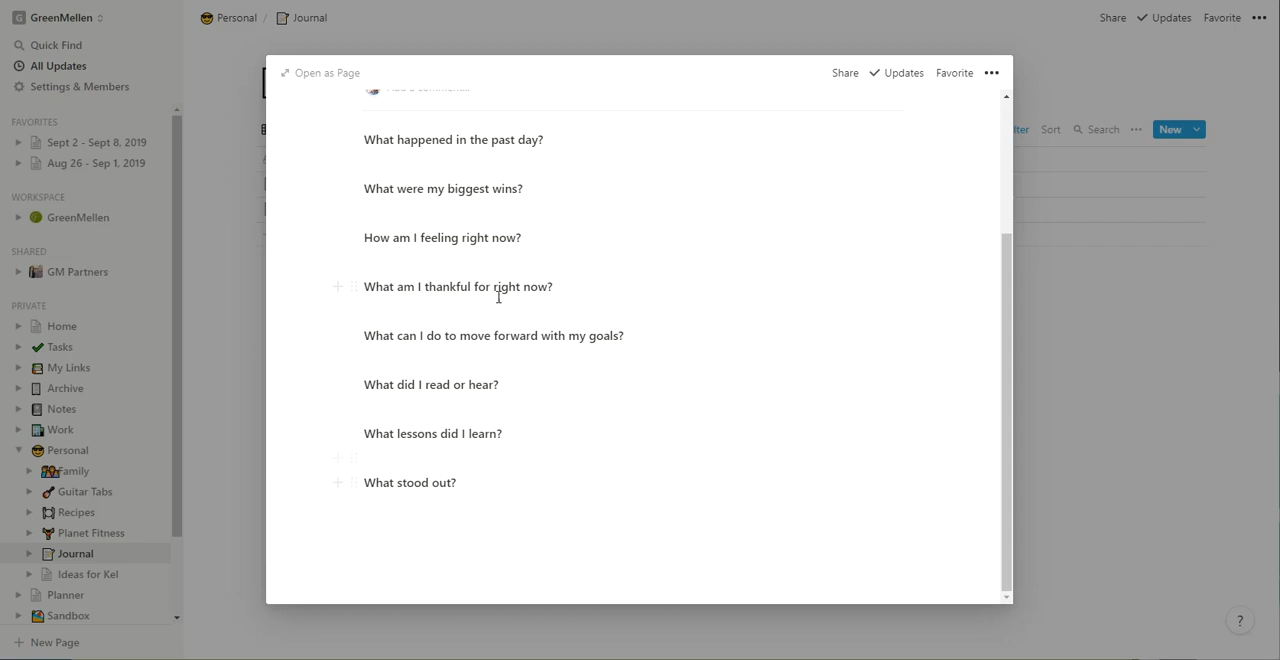 G GreenMellen
Quick Find
All Updates
Settings & Members
FAVORITES
Sept 2 - Sept 8, 2019
Aug 26 - Sep 1, 2019
WORKSPACE
GreenMellen
SHARED
GM Partners
PRIVATE
Home
Tasks
My Links
Archive
Notes
Work
Personal
Family
Guitar Tabs
Recipes
Planet Fitness
Journal
Ideas for Kel
Planner
Sandbox
+ New Page
Personal / Journal
Share Updates Favorite •••
Sort Search ••• New
Open as Page
Share Updates Favorite •••
What happened in the past day?
What were my biggest wins?
How am I feeling right now?
What am I thankful for right now?
What can I do to move forward with my goals?
What did I read or hear?
What lessons did I learn?
What stood out?
?